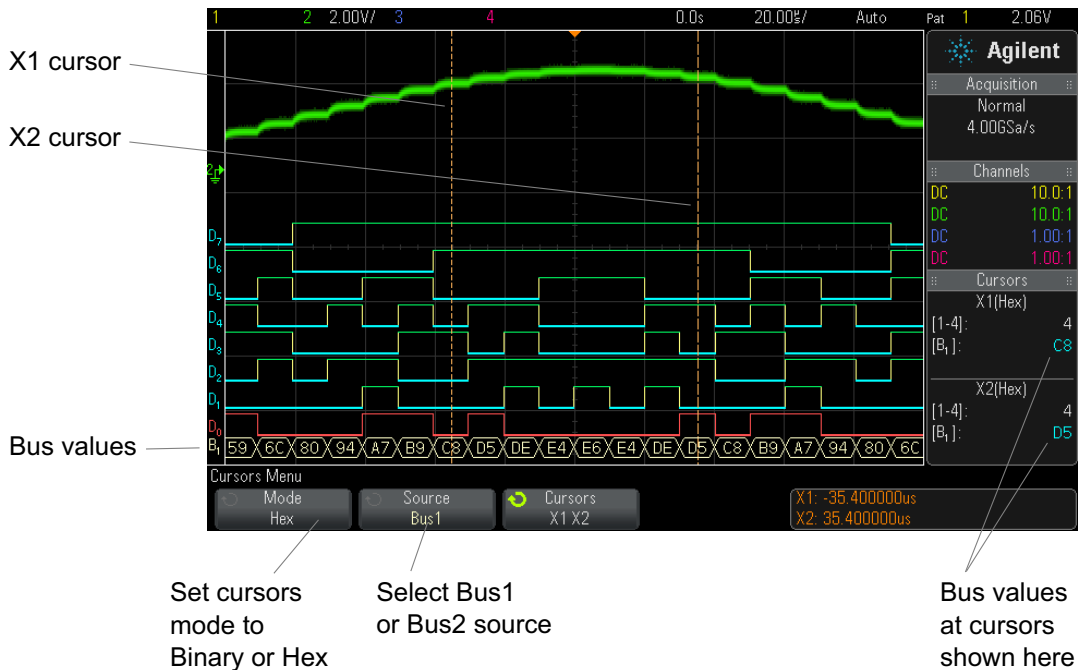 1 2 2.00V/ 3 4 0.0s 20.00㎲/ Auto Pat 1 2.06V
X1 cursor
X2 cursor
Agilent
Acquisition
Normal
4.00GSa/s
Channels
DC 10.0:1
DC 10.0:1
DC 1.00:1
DC 1.00:1
Cursors
X1(Hex)
[1-4]: 4
[B₁]: C8
X2(Hex)
[1-4]: 4
[B₁]: D5
2
D₇
D₆
D₅
D₄
D₃
D₂
D₁
D₀
Bus values
B₁ 59 6C 80 94 A7 B9 C8 D5 DE E4 E6 E4 DE D5 C8 B9 A7 94 80 6C
Cursors Menu
Mode
Hex
Source
Bus1
Cursors
X1 X2
X1: -35.400000us
X2: 35.400000us
Set cursors
mode to
Binary or Hex
Select Bus1
or Bus2 source
Bus values
at cursors
shown here